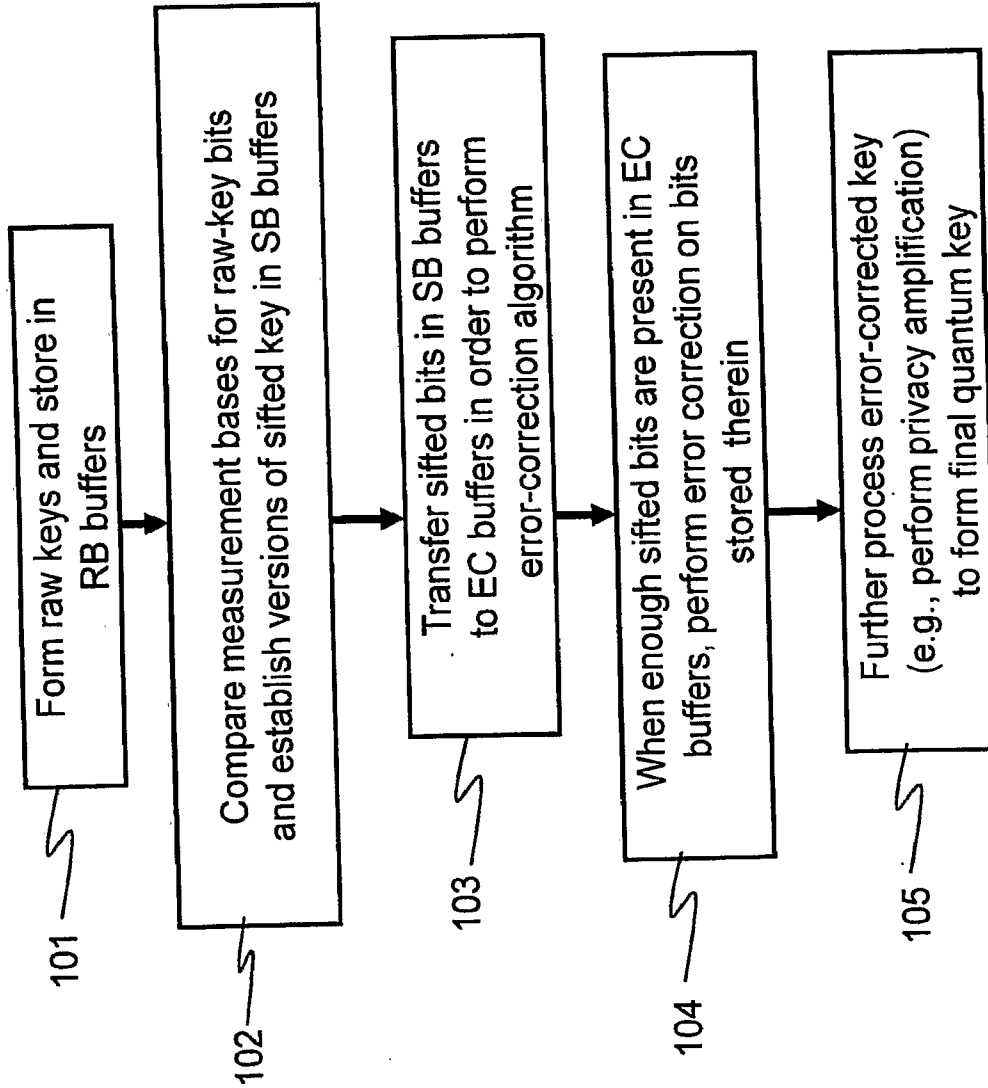 101
Form raw keys and store in
RB buffers
102
Compare measurement bases for raw-key bits
and establish versions of sifted key in SB buffers
103
Transfer sifted bits in SB buffers
to EC buffers in order to perform
error-correction algorithm
104
When enough sifted bits are present in EC
buffers, perform error correction on bits
stored therein
105
Further process error-corrected key
(e.g., perform privacy amplification)
to form final quantum key